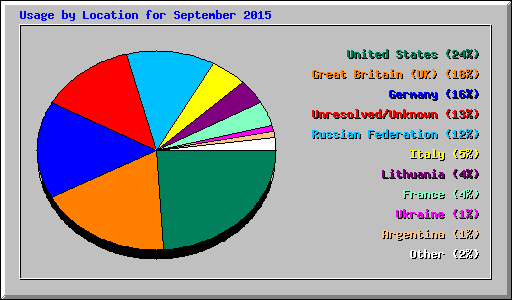 Usage by Location for September 2015
United States (24%)
Great Britain (UK) (18%)
Germany (16%)
Unresolved/Unknown (13%)
Russian Federation (12%)
Italy (5%)
Lithuania (4%)
France (4%)
Ukraine (1%)
Argentina (1%)
Other (2%)